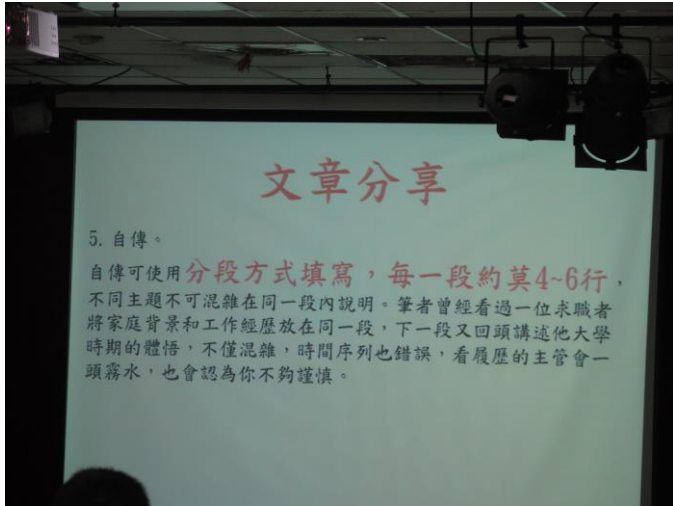 文章分享
5. 自傳。
自傳可使用分段方式填寫，每一段約莫4~6行，
不同主題不可混雜在同一段內說明。筆者曾經看過一位求職者
將家庭背景和工作經歷放在同一段，下一段又回頭講述他大學
時期的體悟，不僅混雜，時間序列也錯誤，看履歷的主管會一
頭霧水，也會認為你不夠謹慎。